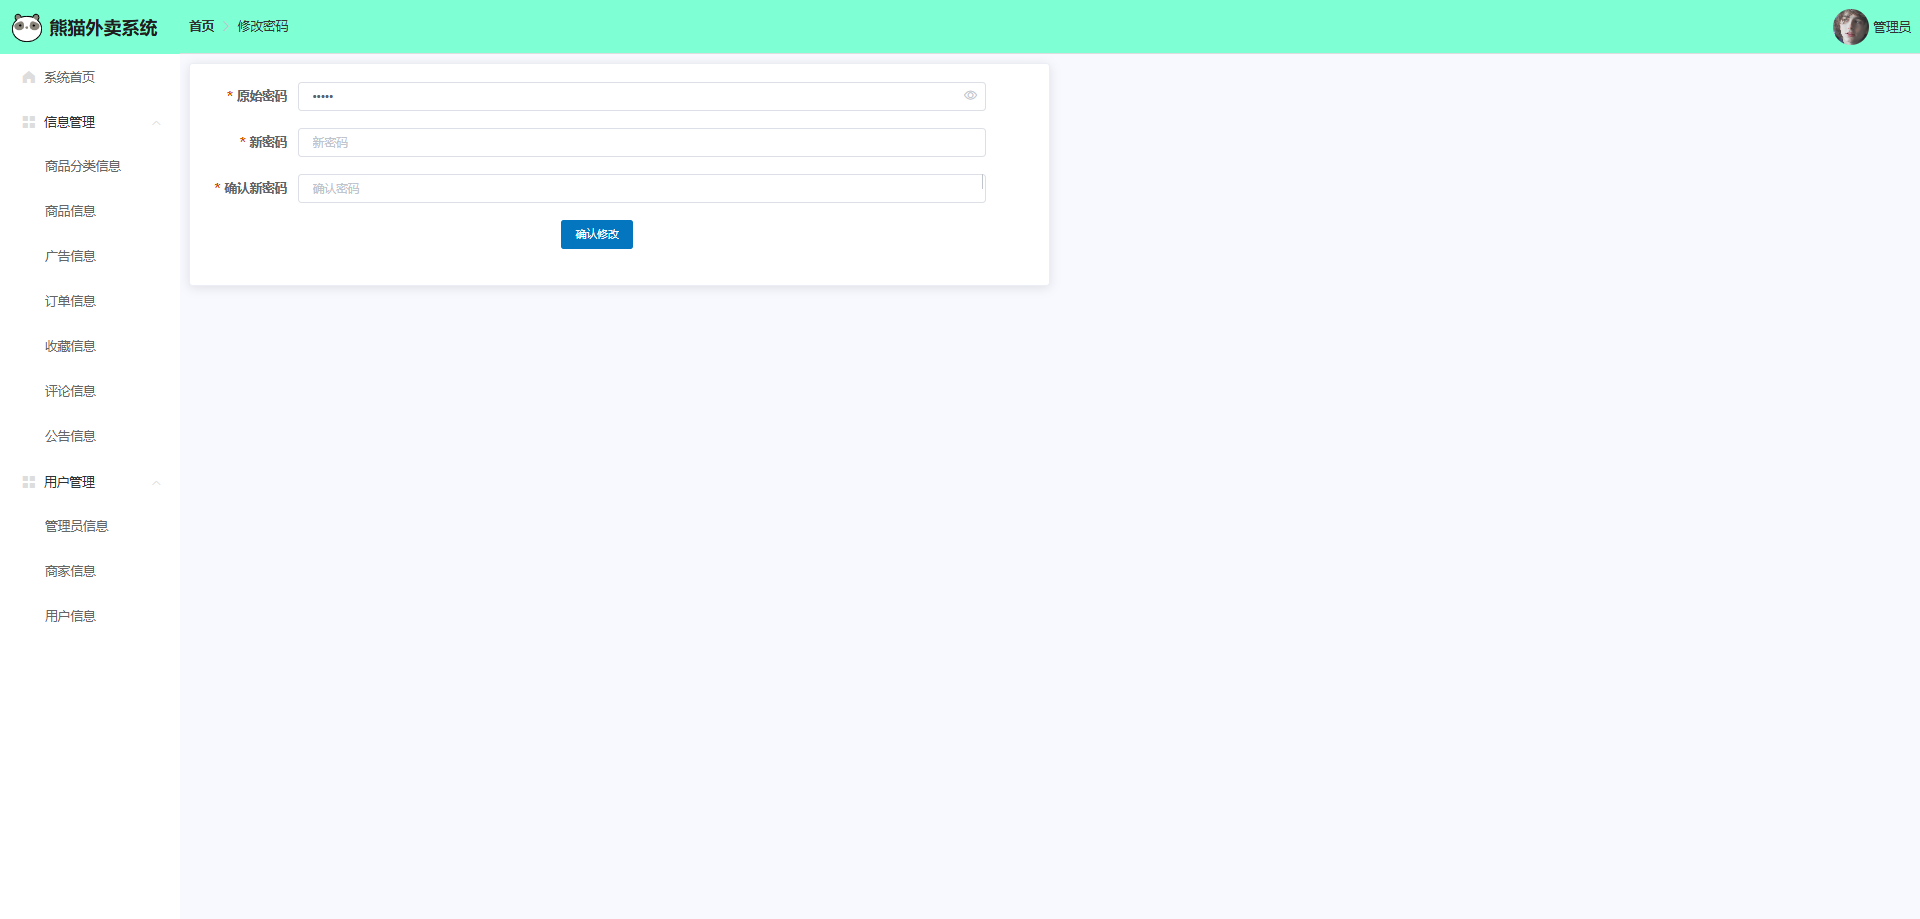 熊猫外卖系统
首页 修改密码
管理员
系统首页
信息管理
商品分类信息
商品信息
广告信息
订单信息
收藏信息
评论信息
公告信息
用户管理
管理员信息
商家信息
用户信息
* 原始密码 •••••
* 新密码 新密码
* 确认新密码 确认密码
确认修改